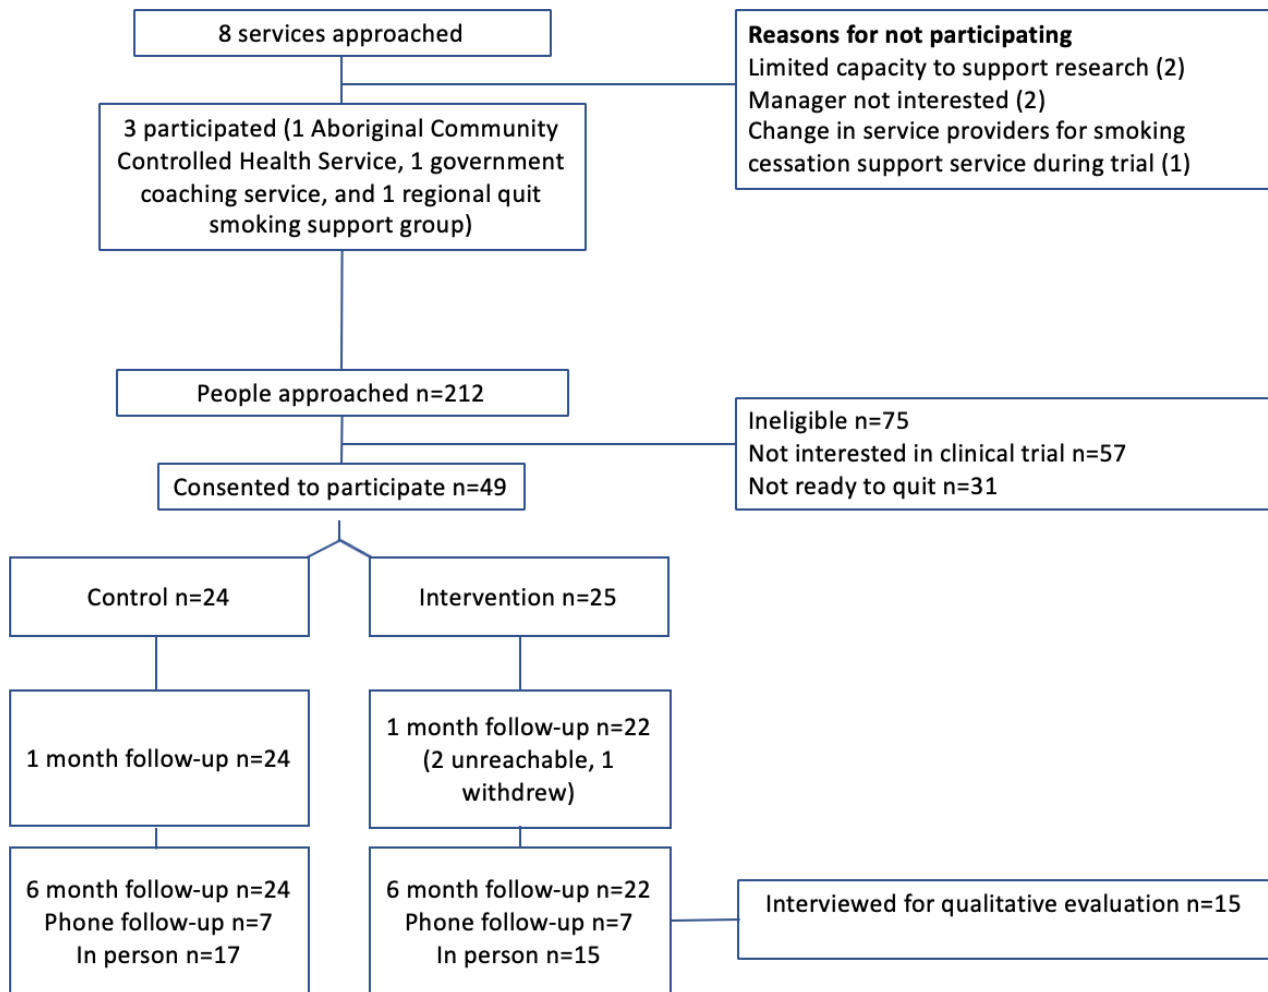 8 services approached
Reasons for not participating
Limited capacity to support research (2)
Manager not interested (2)
Change in service providers for smoking
cessation support service during trial (1)
3 participated (1 Aboriginal Community
Controlled Health Service, 1 government
coaching service, and 1 regional quit
smoking support group)
People approached n=212
Ineligible n=75
Not interested in clinical trial n=57
Not ready to quit n=31
Consented to participate n=49
Control n=24
Intervention n=25
1 month follow-up n=24
1 month follow-up n=22
(2 unreachable, 1
withdrew)
6 month follow-up n=24
Phone follow-up n=7
In person n=17
6 month follow-up n=22
Phone follow-up n=7
In person n=15
Interviewed for qualitative evaluation n=15